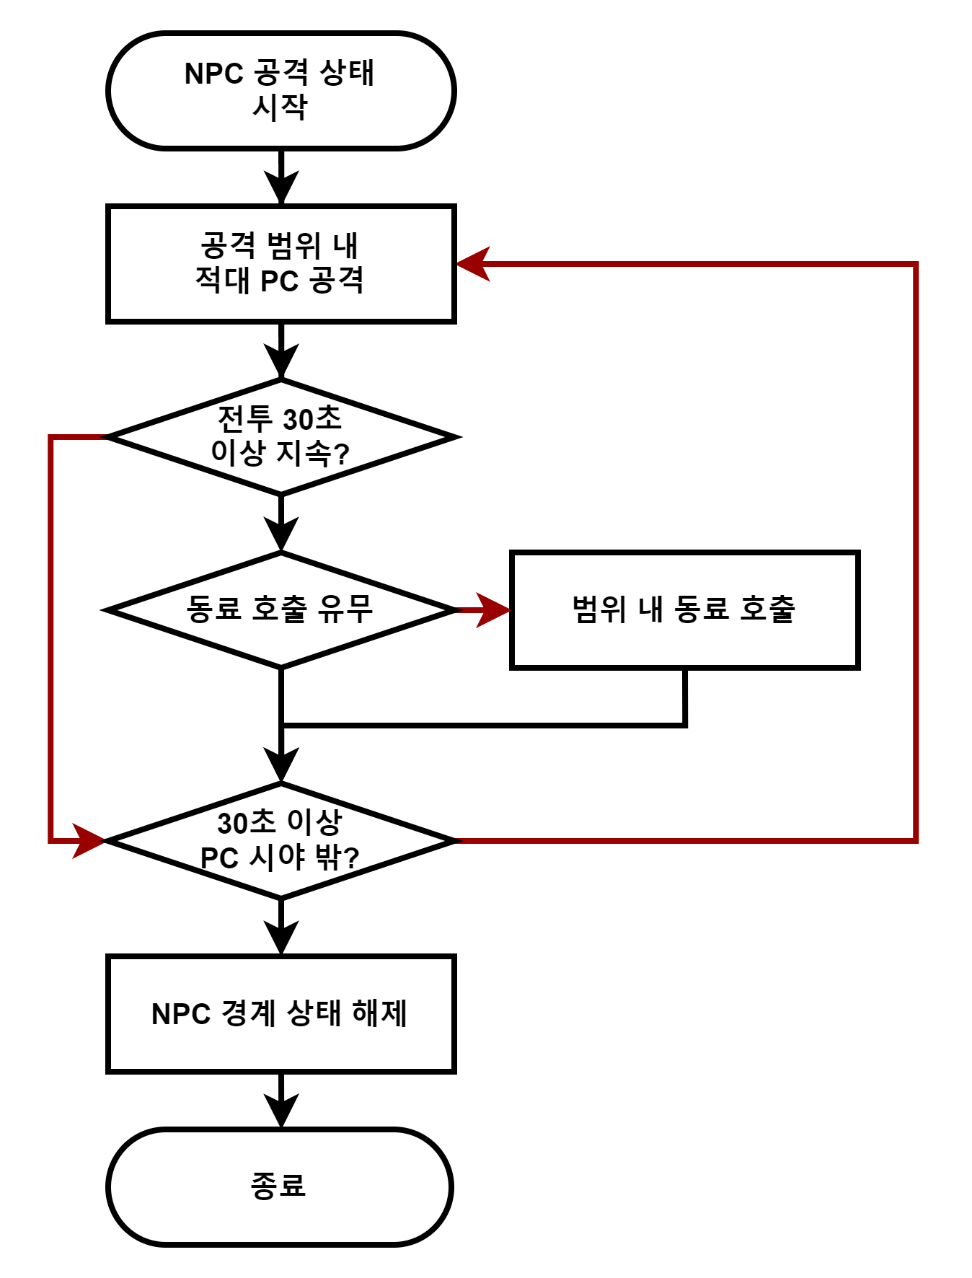 NPC 공격 상태
시작
공격 범위 내
적대 PC 공격
전투 30초
이상 지속?
동료 호출 유무
범위 내 동료 호출
30초 이상
PC 시야 밖?
NPC 경계 상태 해제
종료